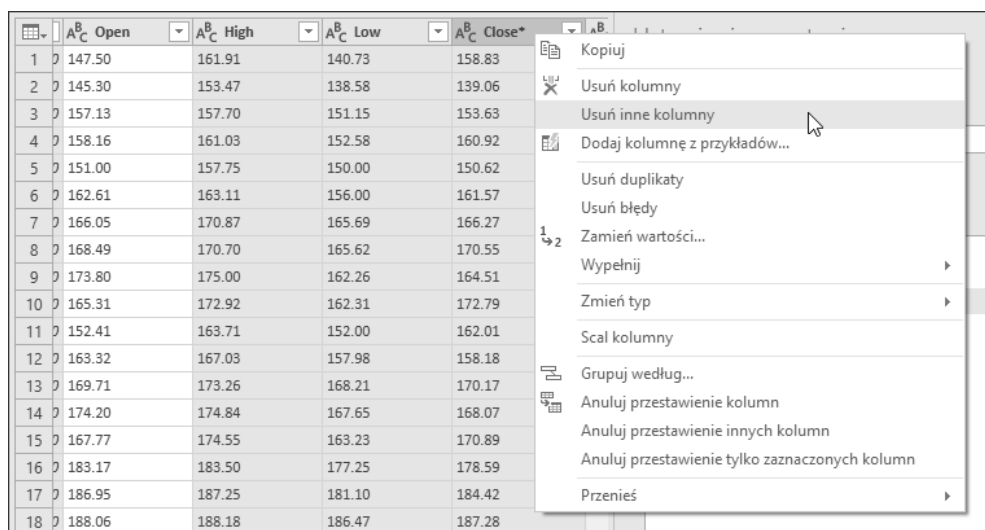 ABC Open ABC High ABC Low ABC Close* ABC
1 147.50 161.91 140.73 158.83
2 145.30 153.47 138.58 139.06
3 157.13 157.70 151.15 153.63
4 158.16 161.03 152.58 160.92
5 151.00 157.75 150.00 150.62
6 162.61 163.11 156.00 161.57
7 166.05 170.87 165.69 166.27
8 168.49 170.70 165.62 170.55
9 173.80 175.00 162.26 164.51
10 165.31 172.92 162.31 172.79
11 152.41 163.71 152.00 162.01
12 163.32 167.03 157.98 158.18
13 169.71 173.26 168.21 170.17
14 174.20 174.84 167.65 168.07
15 167.77 174.55 163.23 170.89
16 183.17 183.50 177.25 178.59
17 186.95 187.25 181.10 184.42
18 188.06 188.18 186.47 187.28
Kopiuj
Usuń kolumny
Usuń inne kolumny
Dodaj kolumnę z przykładów...
Usuń duplikaty
Usuń błędy
1 2 Zamień wartości...
Wypełnij
Zmień typ
Scal kolumny
Grupuj według...
Anuluj przestawienie kolumn
Anuluj przestawienie innych kolumn
Anuluj przestawienie tylko zaznaczonych kolumn
Przenieś